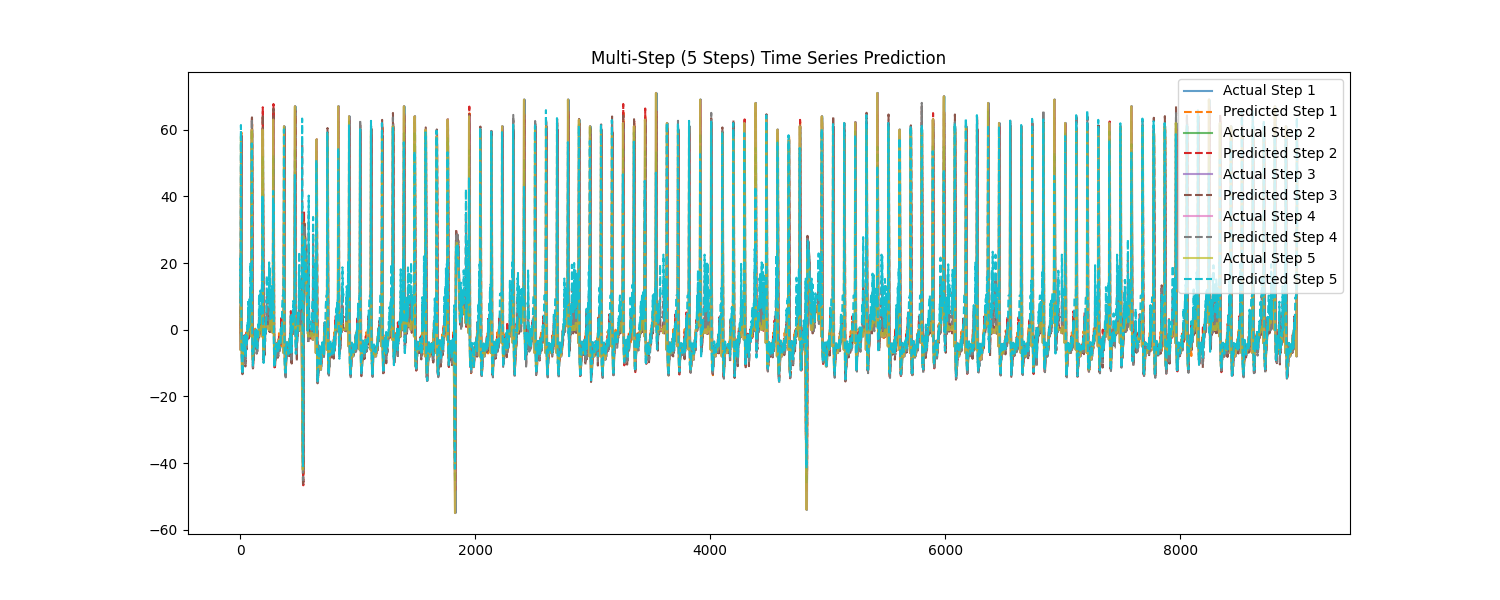 Multi-Step (5 Steps) Time Series Prediction
Actual Step 1
Predicted Step 1
Actual Step 2
Predicted Step 2
Actual Step 3
Predicted Step 3
Actual Step 4
Predicted Step 4
Actual Step 5
Predicted Step 5
60
40
20
0
−20
−40
−60
0 2000 4000 6000 8000